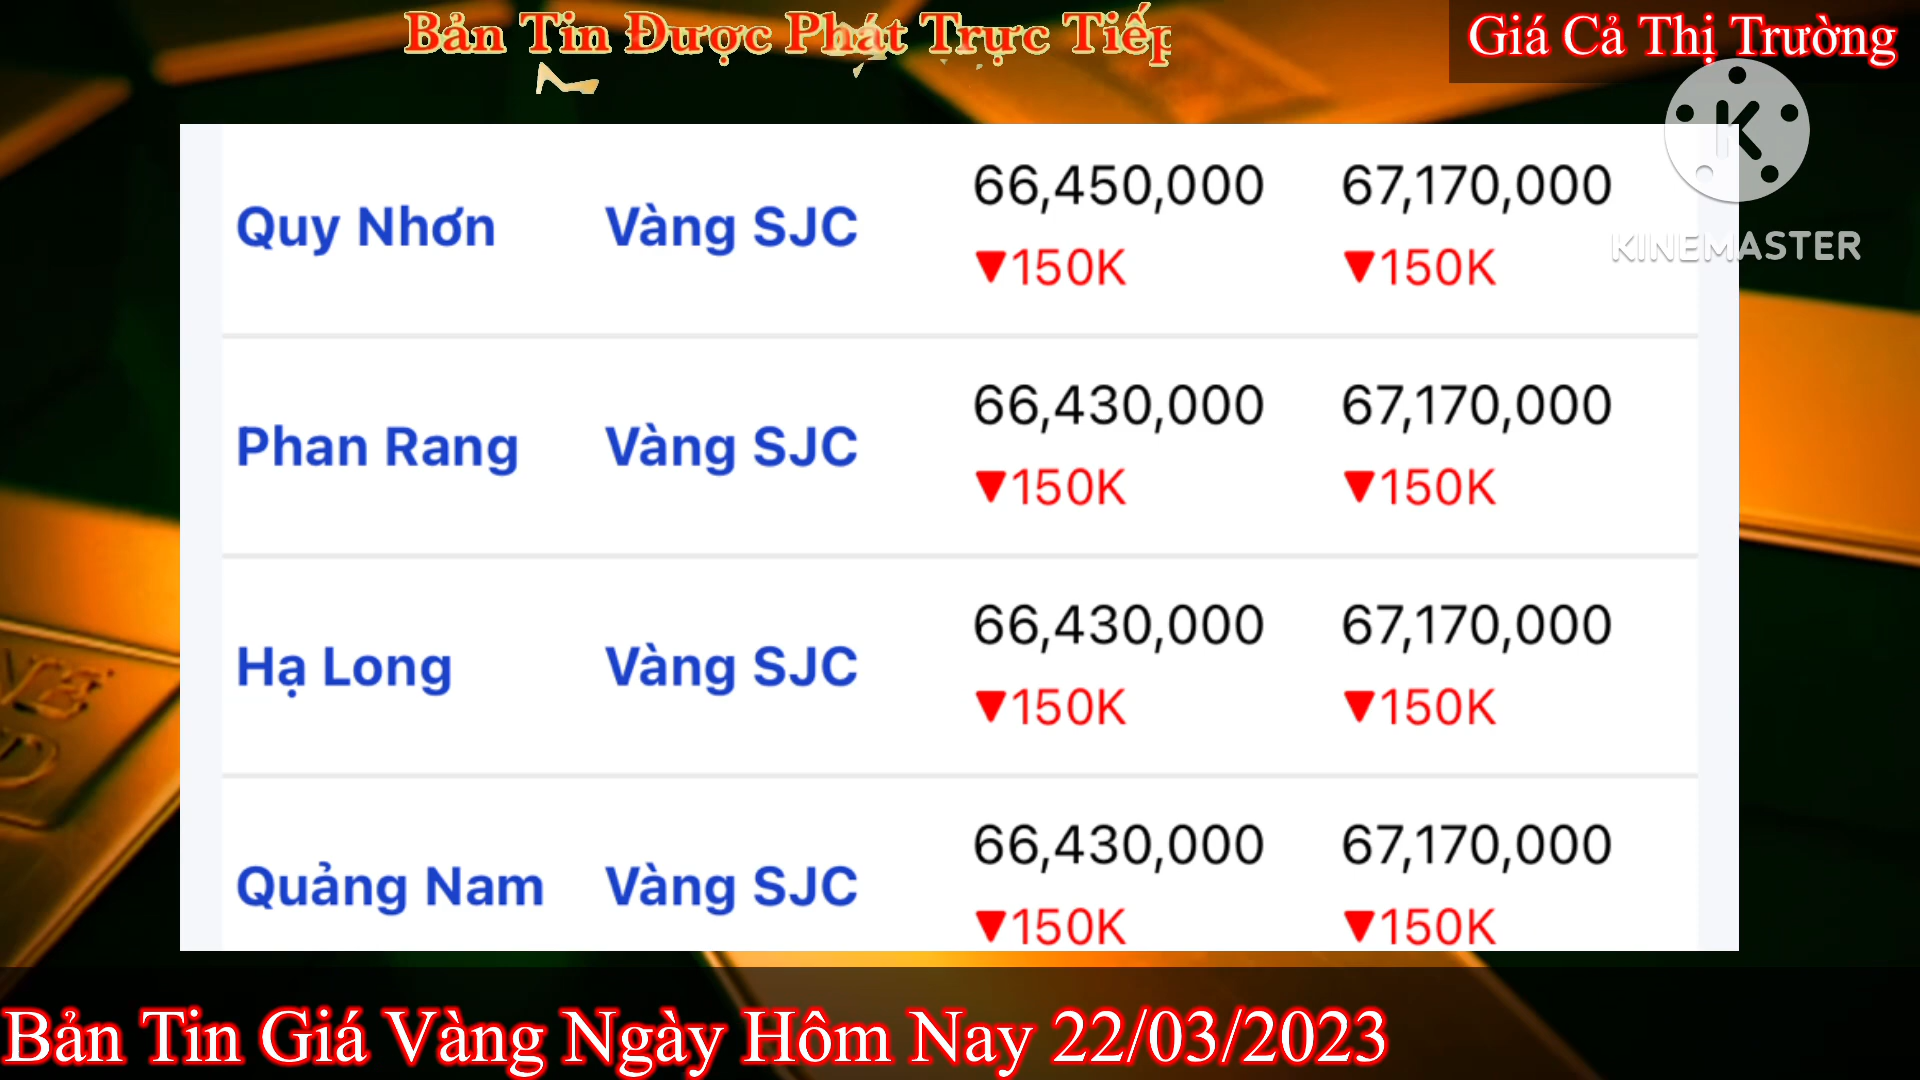 Bản Tin Được Phát Trực Tiếp
Giá Cả Thị Trường
K
KINEMASTER
Quy Nhơn Vàng SJC 66,450,000 67,170,000
▼150K ▼150K
Phan Rang Vàng SJC 66,430,000 67,170,000
▼150K ▼150K
Hạ Long Vàng SJC 66,430,000 67,170,000
▼150K ▼150K
Quảng Nam Vàng SJC 66,430,000 67,170,000
▼150K ▼150K
Bản Tin Giá Vàng Ngày Hôm Nay 22/03/2023